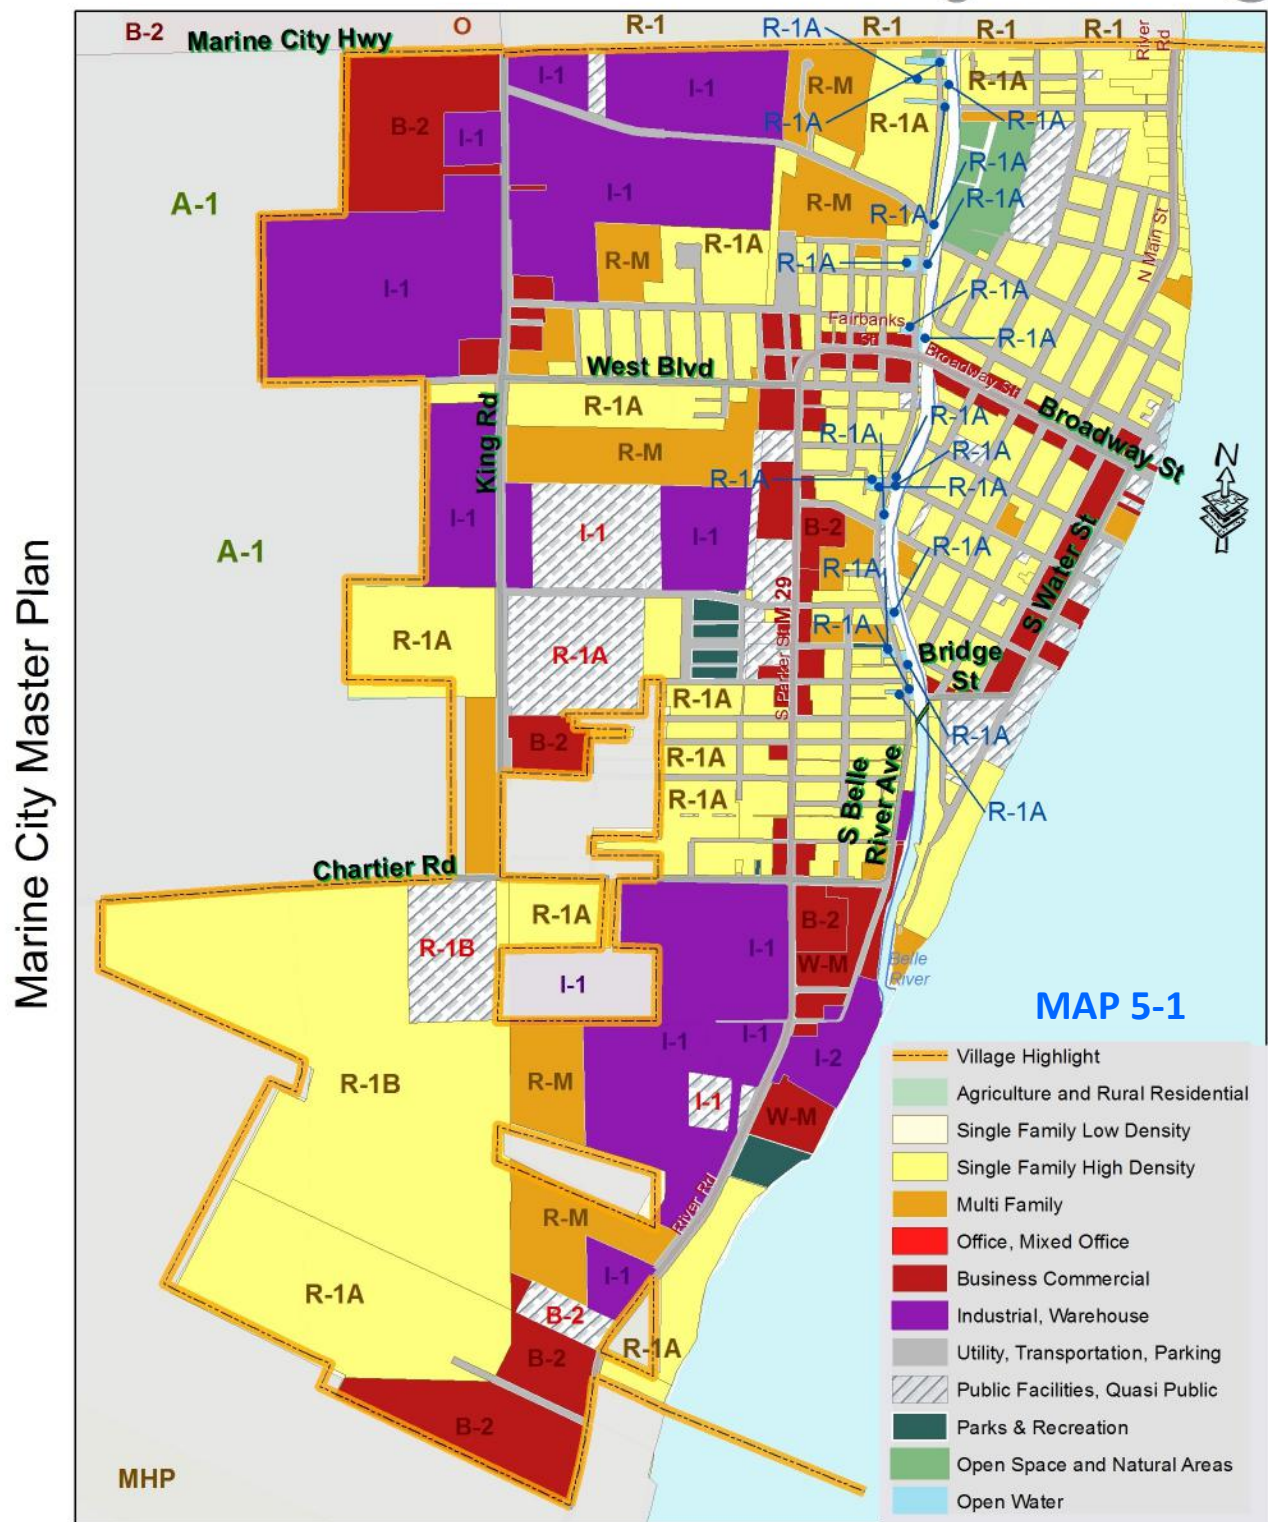 Marine City Master Plan
B-2
O
R-1
R-1A
R-1
R-1
R-1
River
Rd
Marine City Hwy
I-1
I-1
R-M
R-1A
R-1A
B-2
I-1
R-1A
R-1A
R-1A
A-1
I-1
R-1A
R-M
R-1A
R-1A
N Main St
R-1A
R-M
R-1A
I-1
R-1A
Fairbanks
St
R-1A
Broadway St
West Blvd
Broadway St
R-1A
R-1A
R-1A
King Rd
R-M
R-1A
R-1A
R-1A
N
I-1
I-1
I-1
B-2
A-1
R-1A
R-1A
S Water St
S Parker St M 29
R-1A
R-1A
R-1A
Bridge
St
R-1A
B-2
R-1A
R-1A
R-1A
S Belle
River Ave
R-1A
Chartier Rd
R-1A
B-2
R-1B
I-1
W-M
Belle
River
I-1
MAP 5-1
I-1
I-1
I-2
R-1B
R-M
I-1
W-M
River Rd
R-M
I-1
R-1A
B-2
R-1A
B-2
B-2
MHP
Village Highlight
Agriculture and Rural Residential
Single Family Low Density
Single Family High Density
Multi Family
Office, Mixed Office
Business Commercial
Industrial, Warehouse
Utility, Transportation, Parking
Public Facilities, Quasi Public
Parks & Recreation
Open Space and Natural Areas
Open Water